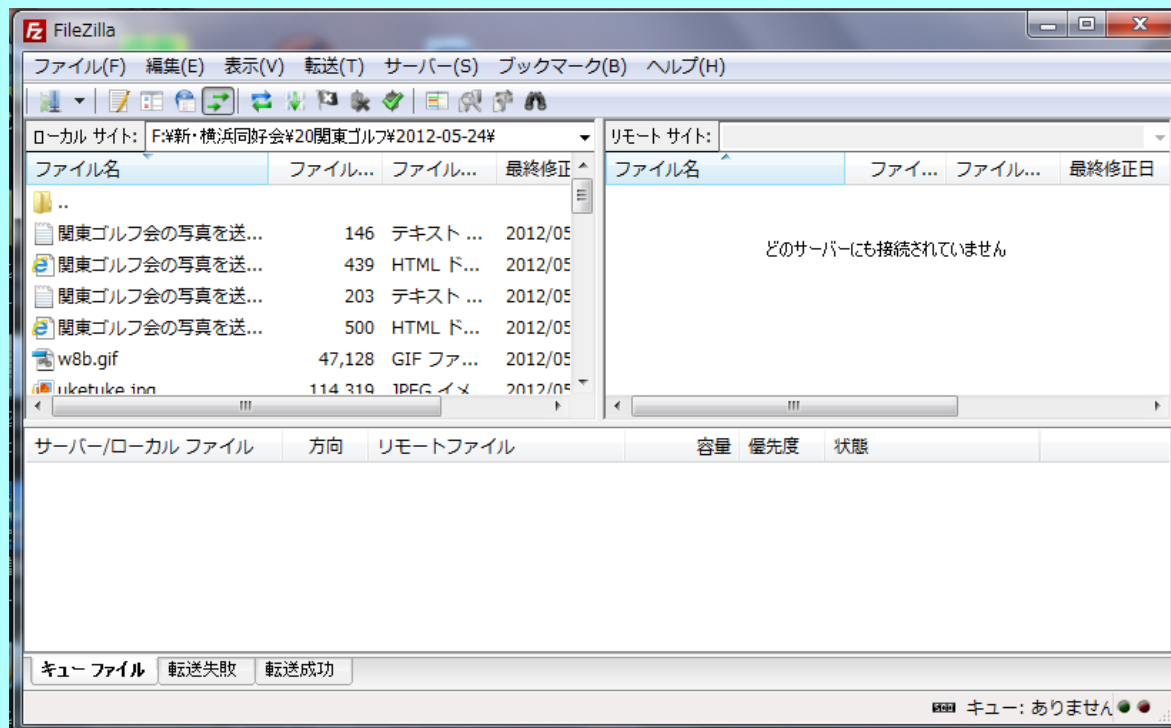 FileZilla
ファイル(F) 編集(E) 表示(V) 転送(T) サーバー(S) ブックマーク(B) ヘルプ(H)
ローカル サイト: F:¥新・横浜同好会¥20関東ゴルフ¥2012-05-24¥
リモート サイト:
ファイル名 ファイル... ファイル... 最終修正
ファイル名 ファイ... ファイル... 最終修正日
..
関東ゴルフ会の写真を送... 146 テキスト ... 2012/05
関東ゴルフ会の写真を送... 439 HTML ド... 2012/05
関東ゴルフ会の写真を送... 203 テキスト ... 2012/05
関東ゴルフ会の写真を送... 500 HTML ド... 2012/05
w8b.gif 47,128 GIF ファ... 2012/05
uketuke.jpg 114,319 JPEG イメ 2012/05
どのサーバーにも接続されていません
サーバー/ローカル ファイル 方向 リモートファイル 容量 優先度 状態
キュー ファイル 転送失敗 転送成功
キュー: ありません